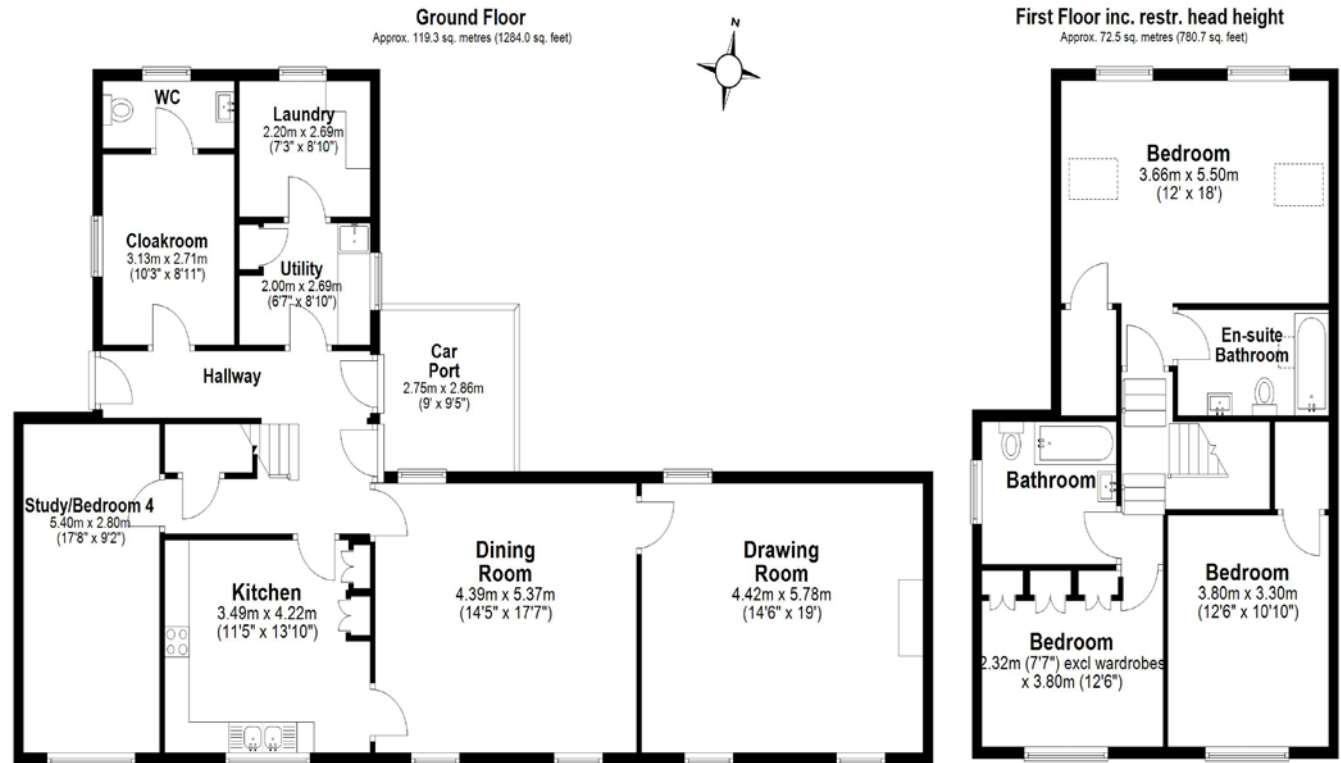 Ground Floor
Approx. 119.3 sq. metres (1284.0 sq. feet)
N
First Floor inc. restr. head height
Approx. 72.5 sq. metres (780.7 sq. feet)
WC
Laundry
2.20m x 2.69m
(7'3" x 8'10")
Cloakroom
3.13m x 2.71m
(10'3" x 8'11")
Utility
2.00m x 2.69m
(6'7" x 8'10")
Hallway
Car
Port
2.75m x 2.86m
(9' x 9'5")
Study/Bedroom 4
5.40m x 2.80m
(17'8" x 9'2")
Kitchen
3.49m x 4.22m
(11'5" x 13'10")
Dining
Room
4.39m x 5.37m
(14'5" x 17'7")
Drawing
Room
4.42m x 5.78m
(14'6" x 19')
Bedroom
3.66m x 5.50m
(12' x 18')
En-suite
Bathroom
Bathroom
Bedroom
2.32m (7'7") excl wardrobes
x 3.80m (12'6")
Bedroom
3.80m x 3.30m
(12'6" x 10'10")